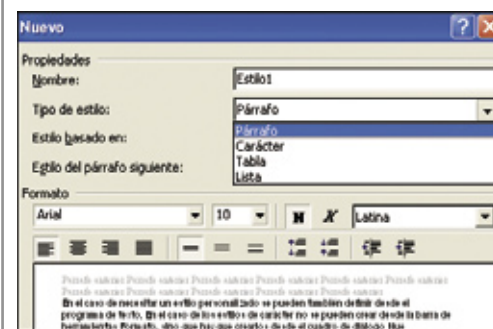 Nuevo
Propiedades
Nombre:
Estilo1
Tipo de estilo:
Párrafo
Párrafo
Estilo basado en:
Carácter
Tabla
Estilo del párrafo siguiente:
Lista
Formato
Arial
10
N
K
Latina
En el caso de necesitar un estilo personalizado se pueden también definir desde el
programa de texto. En el caso de los estilos de carácter no se pueden crear desde la barra de
herramientas Formato, sino que hay que crearlos desde el cuadro de diálogo